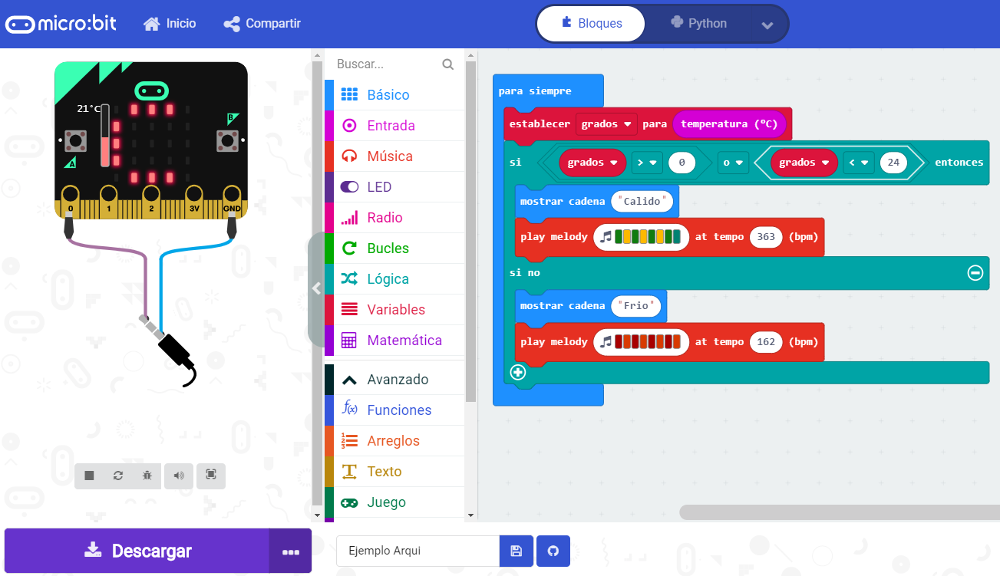 micro:bit Inicio Compartir Bloques Python
21°C
B
A
0 1 2 3V GND
Buscar...
Básico
Entrada
Música
LED
Radio
Bucles
Lógica
Variables
Matemática
Avanzado
f(x) Funciones
Arreglos
Texto
Juego
para siempre
establecer grados para temperatura (°C)
si grados > 0 o grados < 24 entonces
mostrar cadena "Calido"
play melody at tempo 363 (bpm)
si no
mostrar cadena "Frio"
play melody at tempo 162 (bpm)
Descargar
Ejemplo Arqui